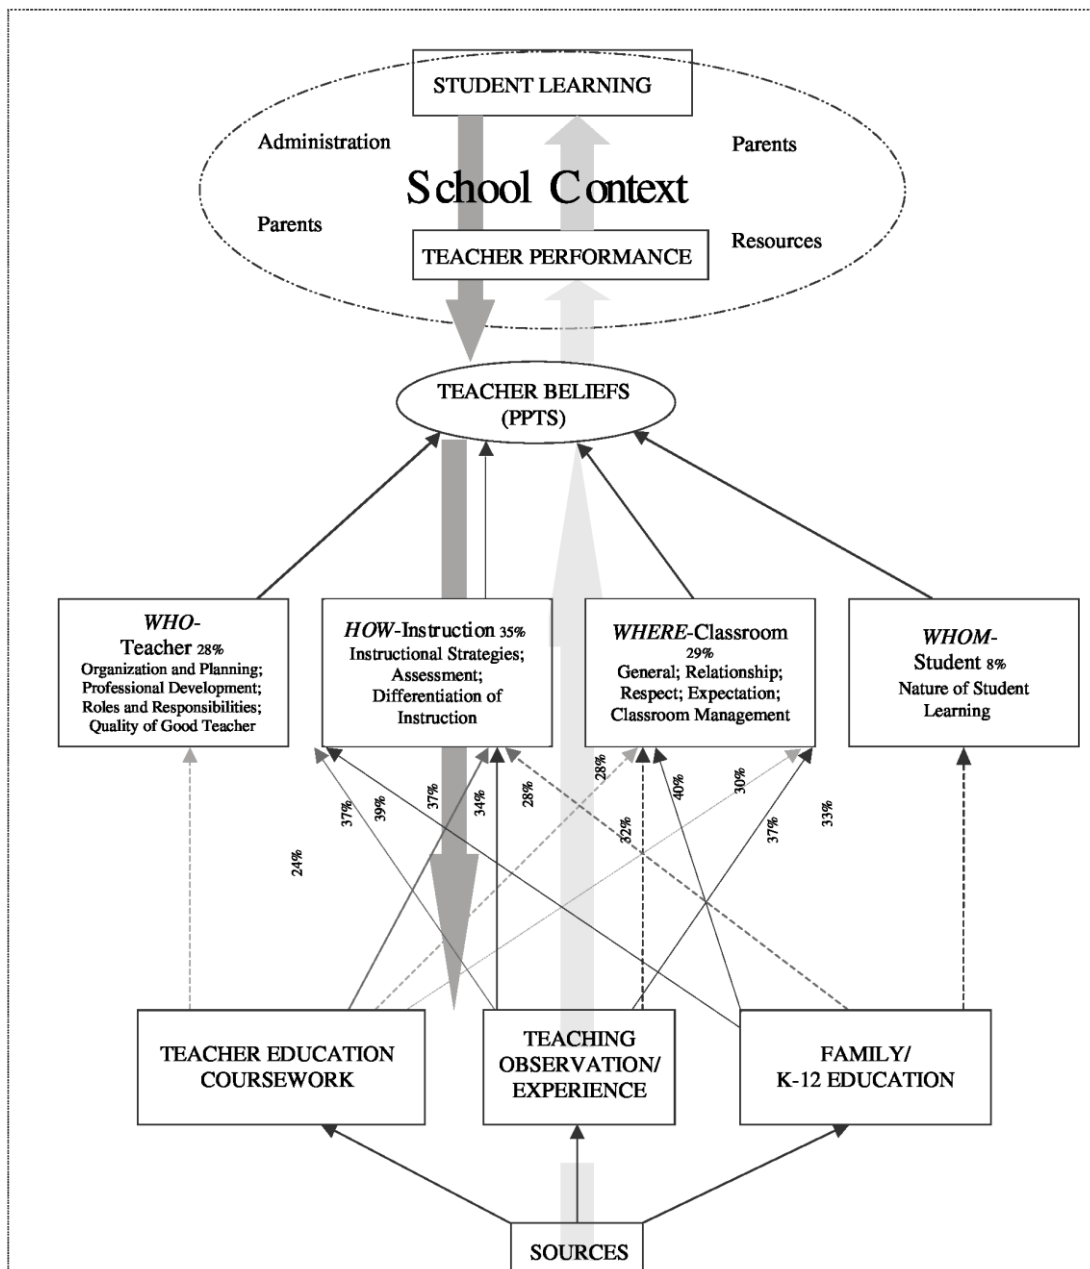 STUDENT LEARNING
Administration
Parents
School Context
Parents
Resources
TEACHER PERFORMANCE
TEACHER BELIEFS
(PPTS)
WHO-
Teacher 28%
Organization and Planning;
Professional Development;
Roles and Responsibilities;
Quality of Good Teacher
HOW-Instruction 35%
Instructional Strategies;
Assessment;
Differentiation of
Instruction
WHERE-Classroom
29%
General; Relationship;
Respect; Expectation;
Classroom Management
WHOM-
Student 8%
Nature of Student
Learning
24%
37%
39%
37%
34%
28%
28%
32%
40%
30%
37%
33%
TEACHER EDUCATION
COURSEWORK
TEACHING
OBSERVATION/
EXPERIENCE
FAMILY/
K-12 EDUCATION
SOURCES